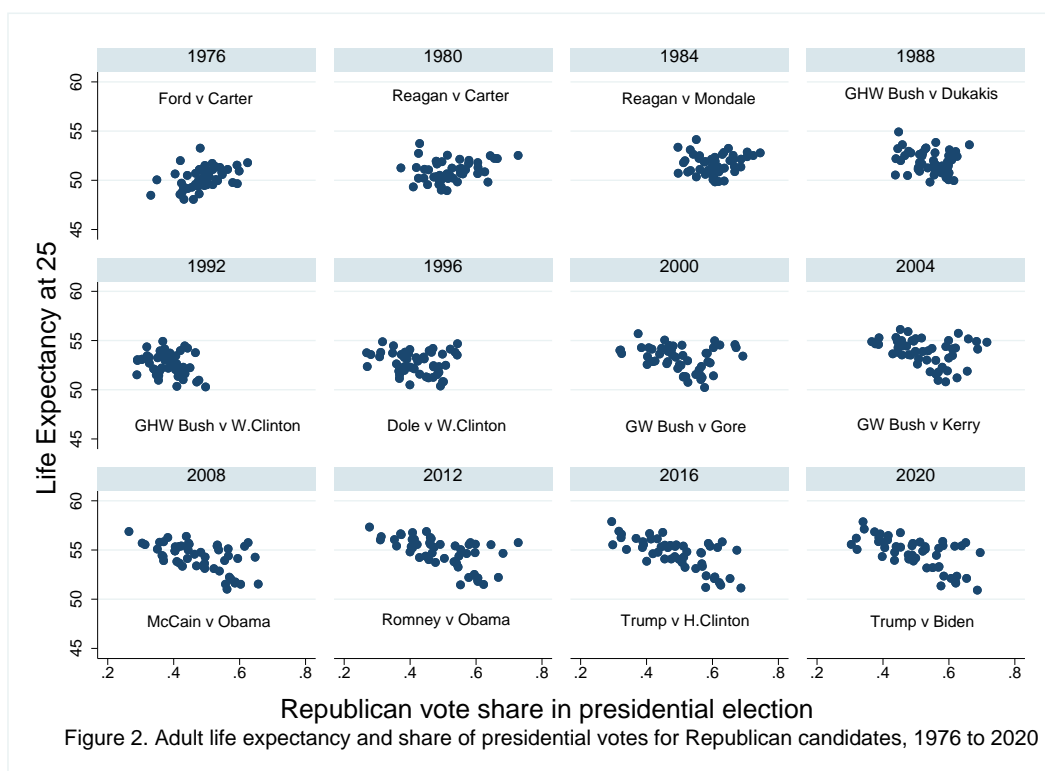 1976 1980 1984 1988
60
Ford v Carter Reagan v Carter Reagan v Mondale GHW Bush v Dukakis
55
50
45
1992 1996 2000 2004
60
55
50
GHW Bush v W.Clinton Dole v W.Clinton GW Bush v Gore GW Bush v Kerry
45
Life Expectancy at 25
2008 2012 2016 2020
60
55
50
McCain v Obama Romney v Obama Trump v H.Clinton Trump v Biden
45
.2 .4 .6 .8 .2 .4 .6 .8 .2 .4 .6 .8 .2 .4 .6 .8
Republican vote share in presidential election
Figure 2. Adult life expectancy and share of presidential votes for Republican candidates, 1976 to 2020